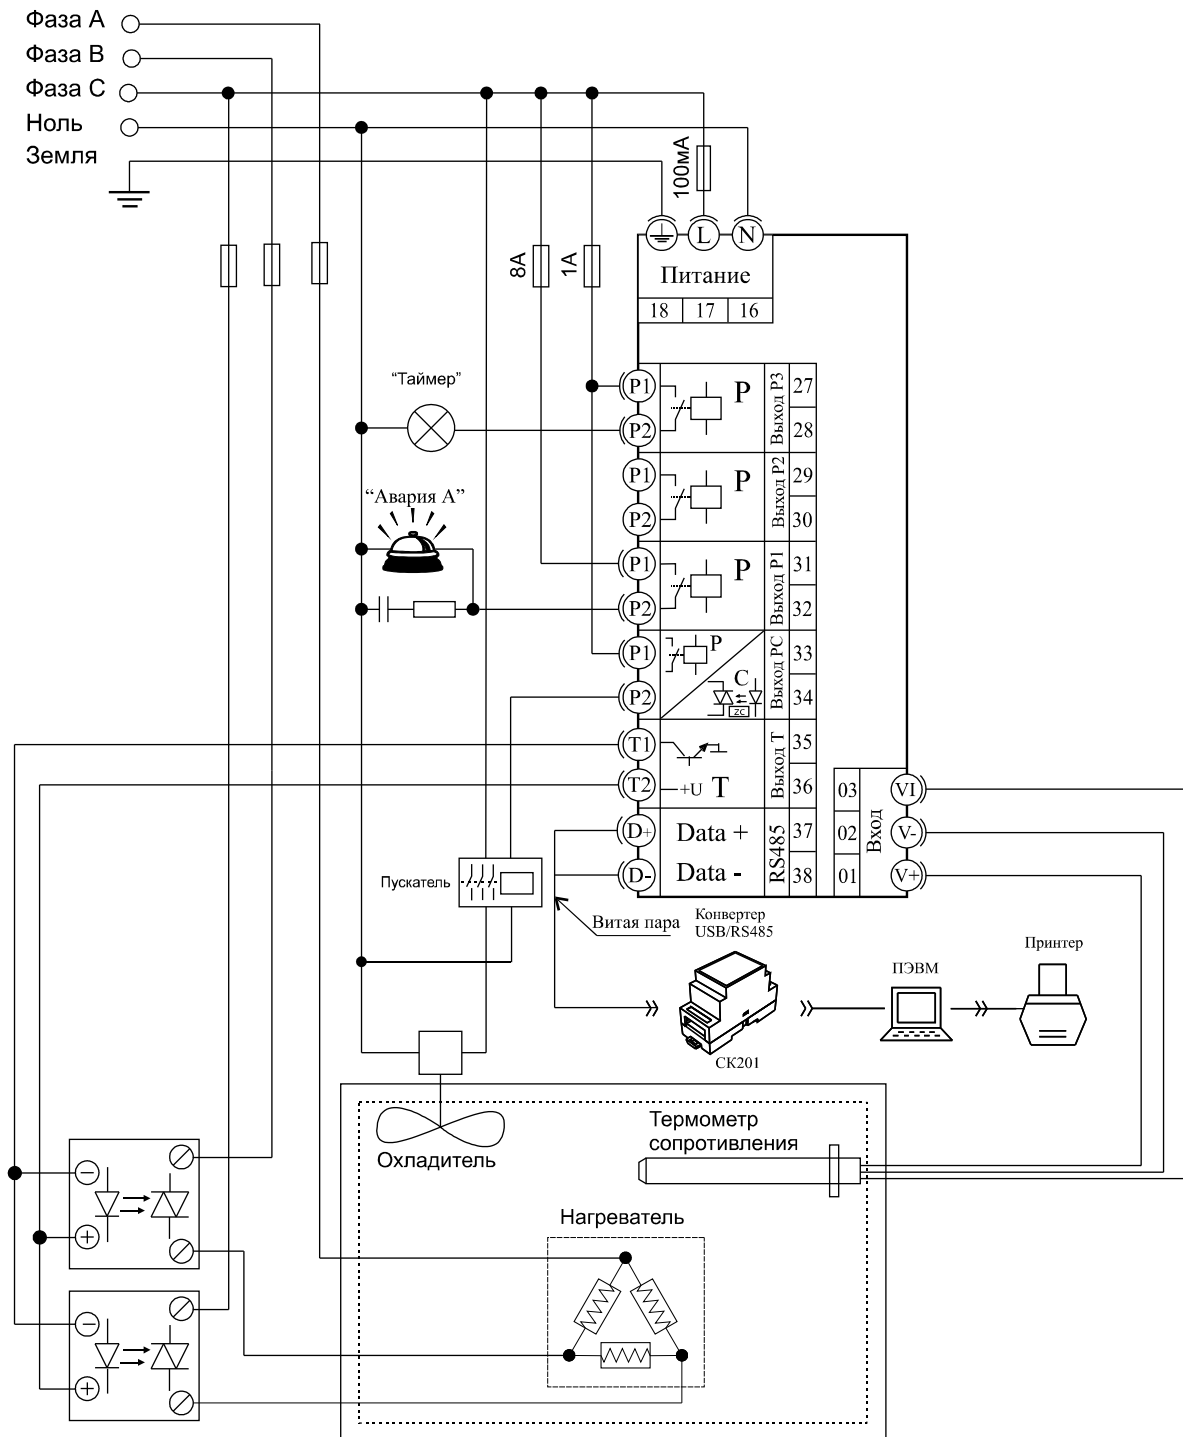 Фаза А
Фаза В
Фаза С
Ноль
Земля
100мА
8А
1А
L
N
Питание
18
17
16
“Таймер”
P1
P2
Р
Выход Р3
27
28
“Авария А”
P1
P2
Р
Выход Р2
29
30
P1
P2
Р
Выход Р1
31
32
P1
P2
Р
С
ZC
Выход РС
33
34
T1
T2
+U
Т
Выход Т
35
36
D+
D-
Data +
Data -
RS485
37
38
03
02
01
Вход
VI
V-
V+
Пускатель
Витая пара
Конвертер
USB/RS485
СК201
ПЭВМ
Принтер
Охладитель
Термометр
сопротивления
Нагреватель